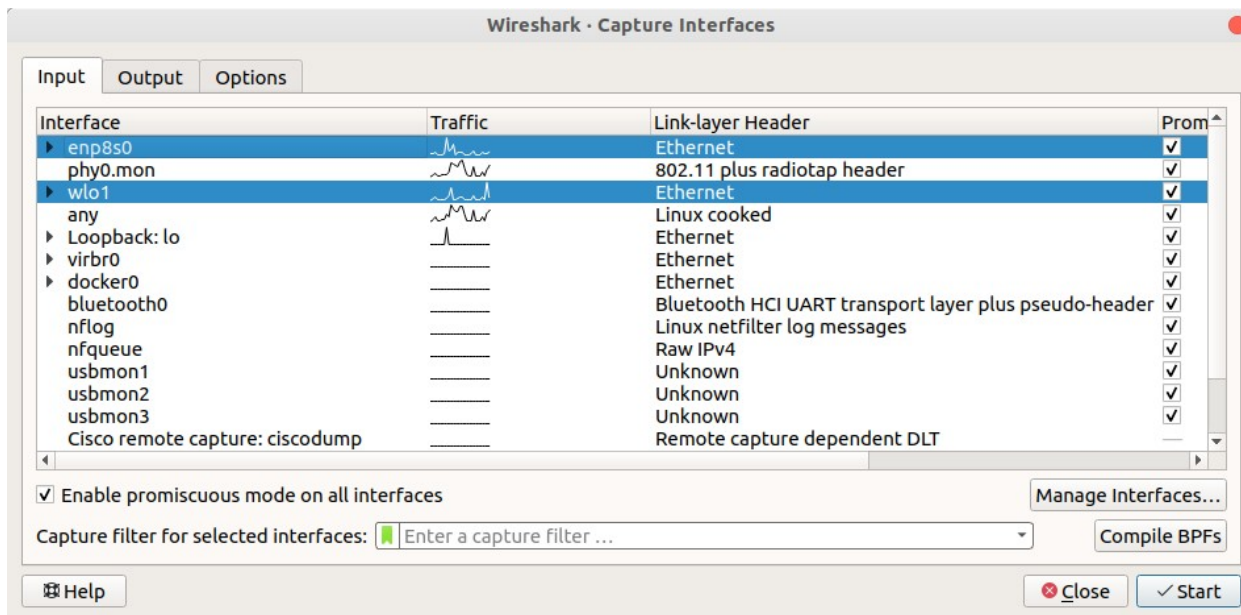 Wireshark · Capture Interfaces
Input Output Options
Interface Traffic Link-layer Header Prom
enp8s0 Ethernet
phy0.mon 802.11 plus radiotap header
wlo1 Ethernet
any Linux cooked
Loopback: lo Ethernet
virbr0 Ethernet
docker0 Ethernet
bluetooth0 Bluetooth HCI UART transport layer plus pseudo-header
nflog Linux netfilter log messages
nfqueue Raw IPv4
usbmon1 Unknown
usbmon2 Unknown
usbmon3 Unknown
Cisco remote capture: ciscodump Remote capture dependent DLT
Enable promiscuous mode on all interfaces Manage Interfaces...
Capture filter for selected interfaces: Enter a capture filter ... Compile BPFs
Help Close Start